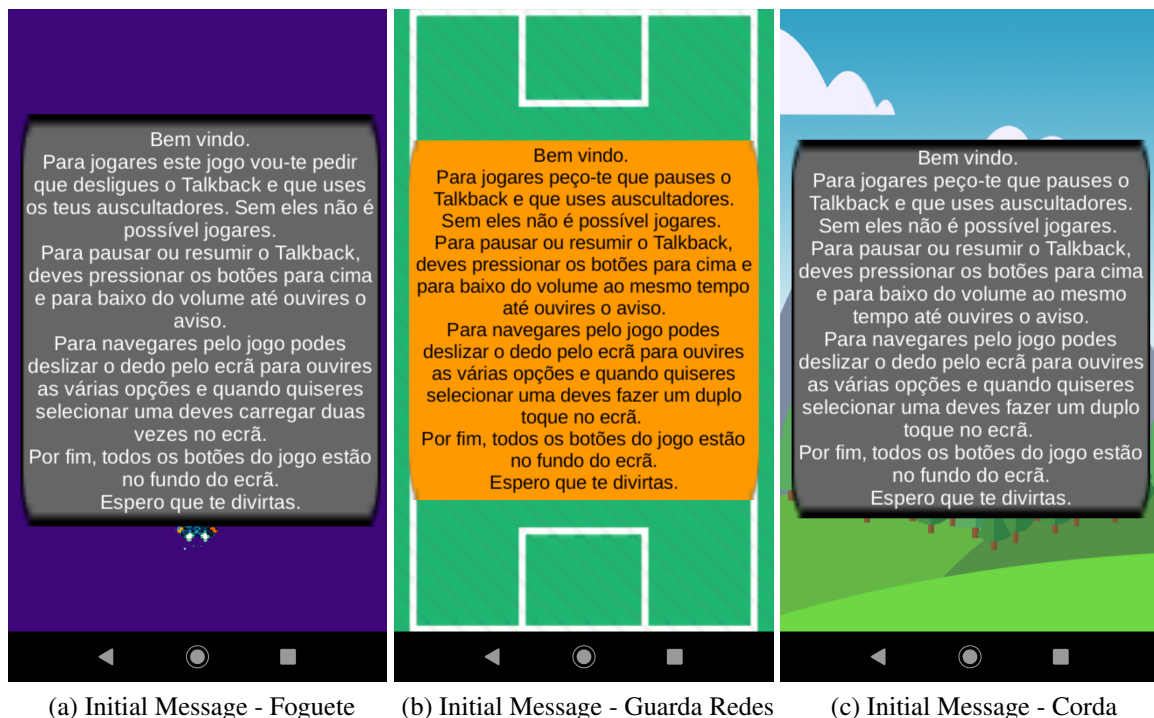 Bem vindo.
Para jogares este jogo vou-te pedir
que desligues o Talkback e que uses
os teus auscultadores. Sem eles não é
possível jogares.
Para pausar ou resumir o Talkback,
deves pressionar os botões para cima
e para baixo do volume até ouvires o
aviso.
Para navegares pelo jogo podes
deslizar o dedo pelo ecrã para ouvires
as várias opções e quando quiseres
selecionar uma deves carregar duas
vezes no ecrã.
Por fim, todos os botões do jogo estão
no fundo do ecrã.
Espero que te divirtas.
(a) Initial Message - Foguete
Bem vindo.
Para jogares peço-te que pauses o
Talkback e que uses auscultadores.
Sem eles não é possível jogares.
Para pausar ou resumir o Talkback,
deves pressionar os botões para cima e
para baixo do volume ao mesmo tempo
até ouvires o aviso.
Para navegares pelo jogo podes
deslizar o dedo pelo ecrã para ouvires
as várias opções e quando quiseres
selecionar uma deves fazer um duplo
toque no ecrã.
Por fim, todos os botões do jogo estão
no fundo do ecrã.
Espero que te divirtas.
(b) Initial Message - Guarda Redes
Bem vindo.
Para jogares peço-te que pauses o
Talkback e que uses auscultadores.
Sem eles não é possível jogares.
Para pausar ou resumir o Talkback,
deves pressionar os botões para cima
e para baixo do volume ao mesmo
tempo até ouvires o aviso.
Para navegares pelo jogo podes
deslizar o dedo pelo ecrã para ouvires
as várias opções e quando quiseres
selecionar uma deves fazer um duplo
toque no ecrã.
Por fim, todos os botões do jogo estão
no fundo do ecrã.
Espero que te divirtas.
(c) Initial Message - Corda